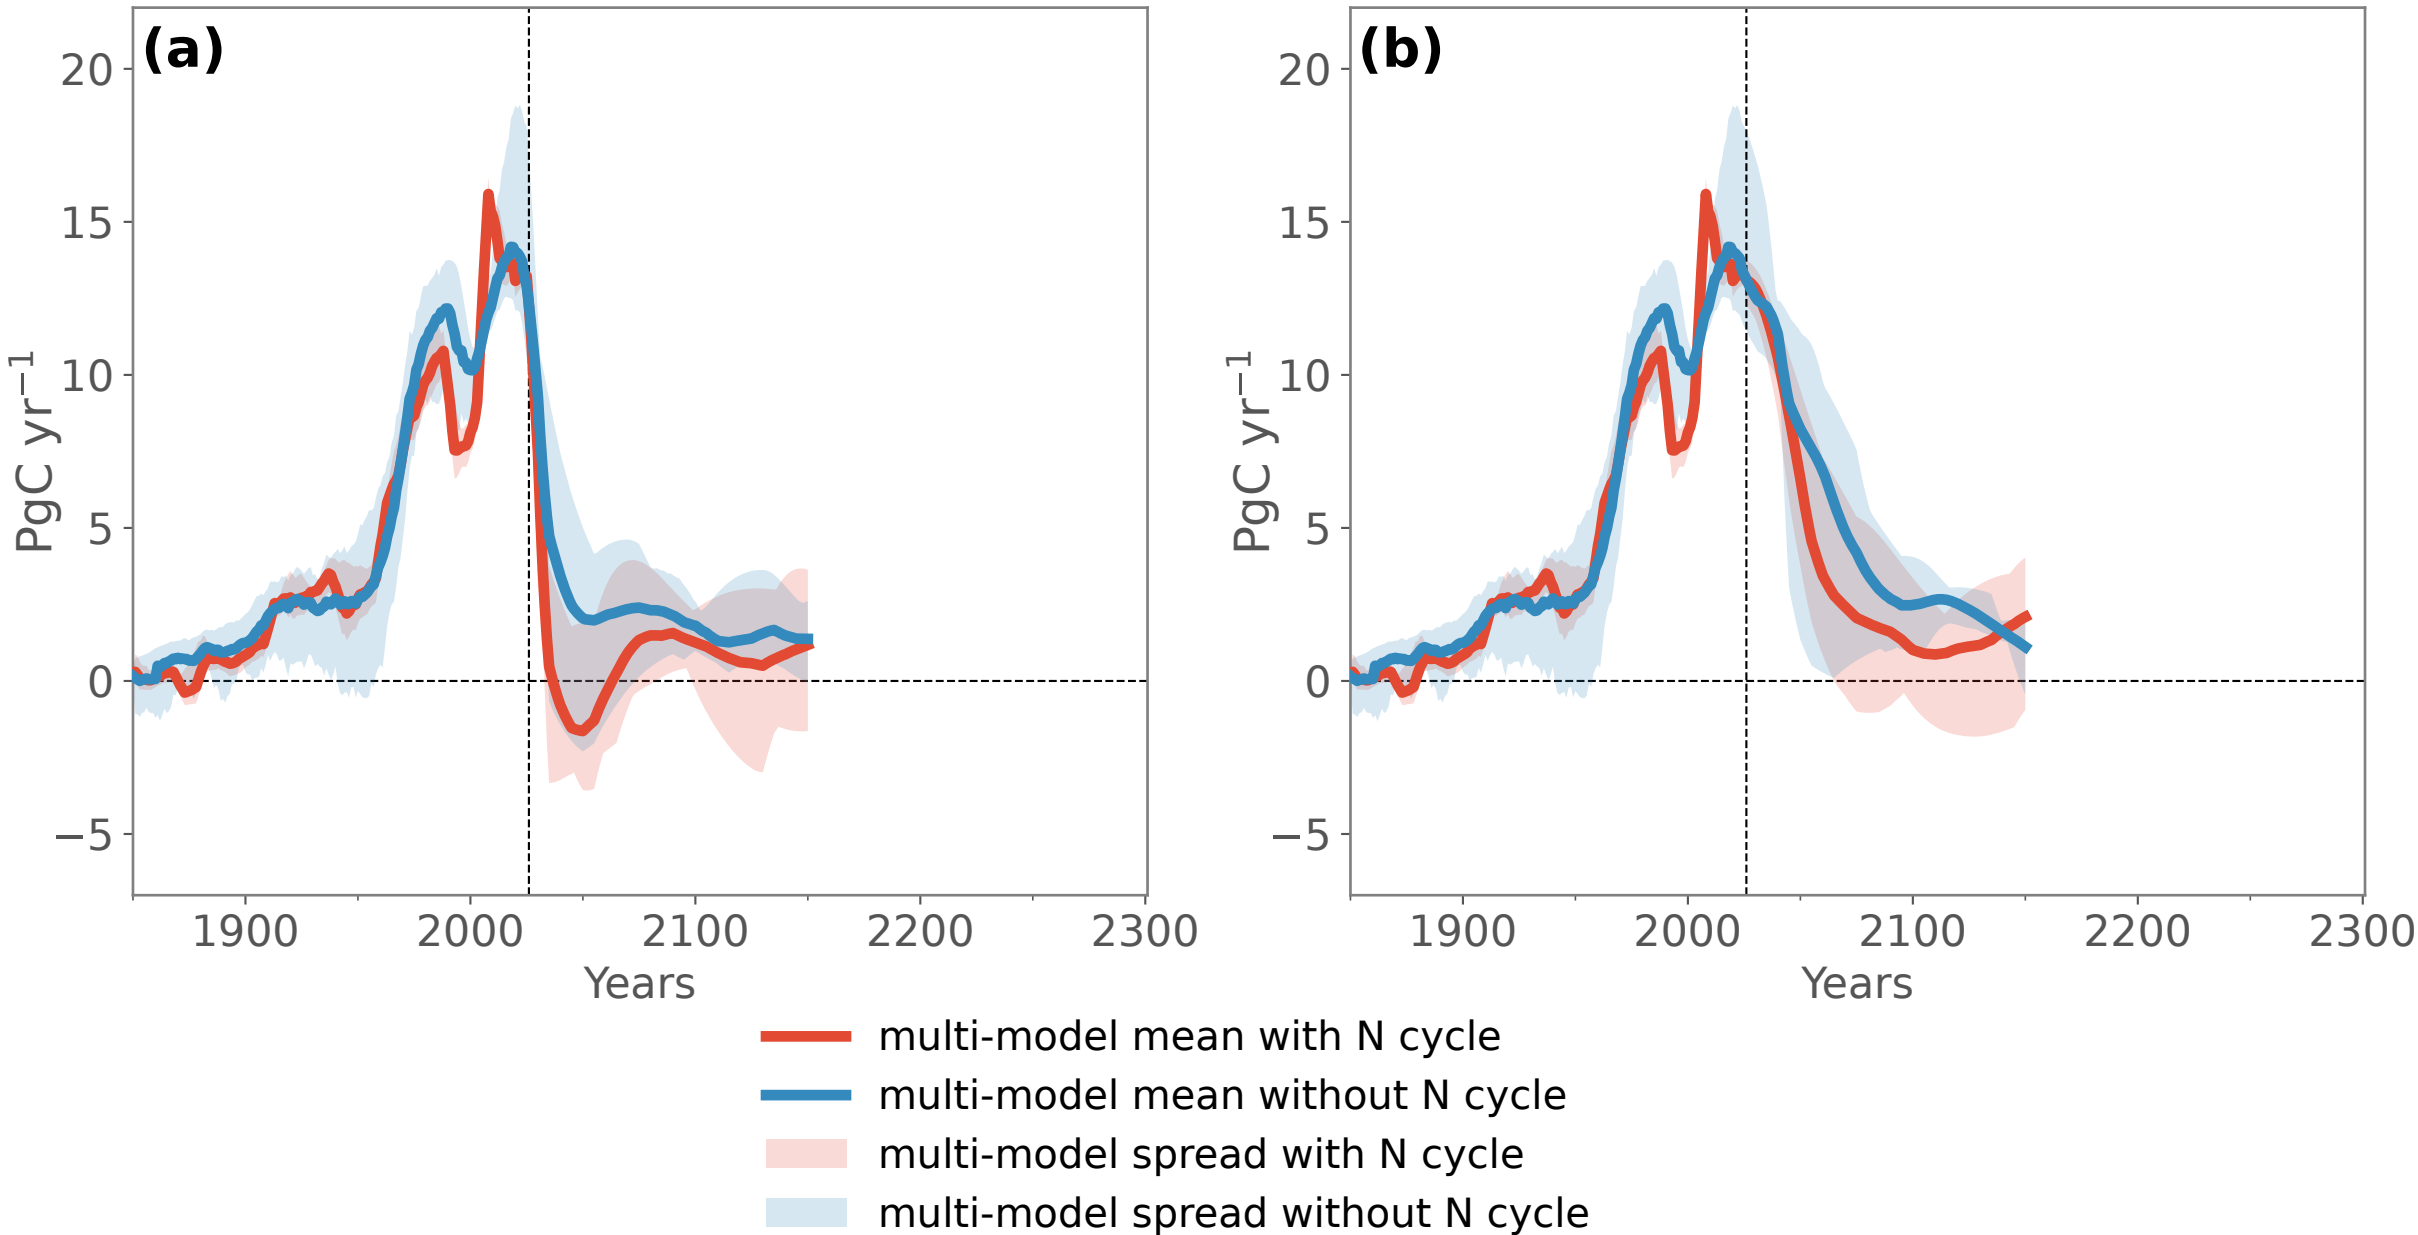 (a)
20
15
10
5
0
−5
PgC yr⁻¹
1900 2000 2100 2200 2300
Years
(b)
20
15
10
5
0
−5
PgC yr⁻¹
1900 2000 2100 2200 2300
Years
multi-model mean with N cycle
multi-model mean without N cycle
multi-model spread with N cycle
multi-model spread without N cycle